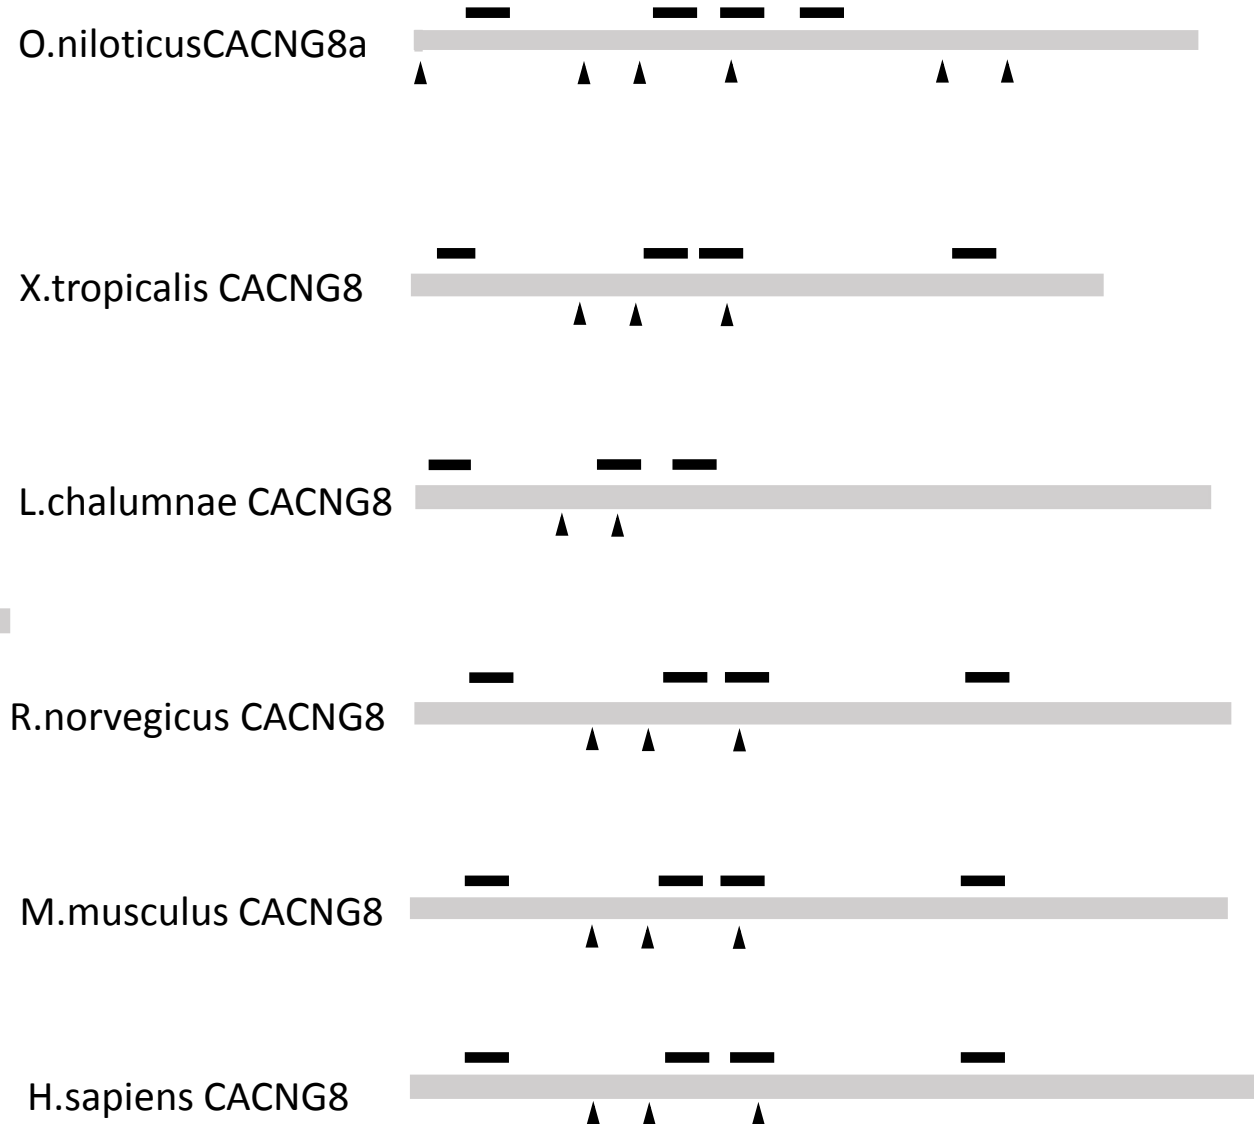 O.niloticusCACNG8a
X.tropicalis CACNG8
L.chalumnae CACNG8
R.norvegicus CACNG8
M.musculus CACNG8
H.sapiens CACNG8